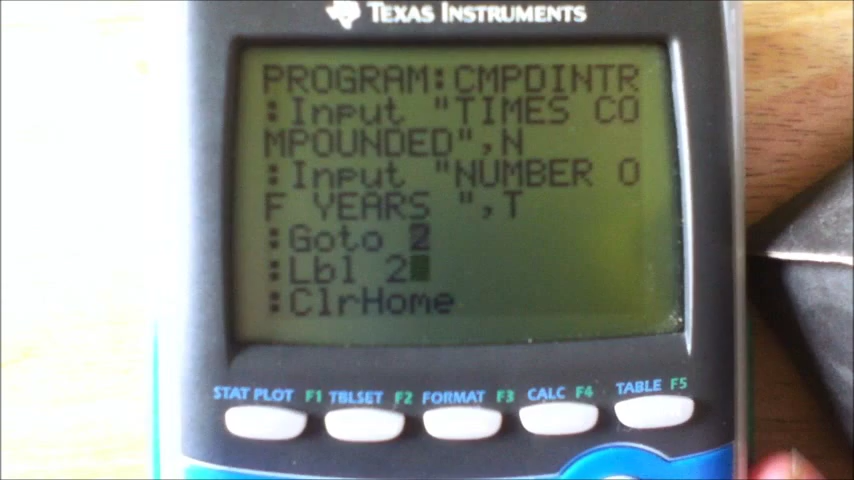 TEXAS INSTRUMENTS
PROGRAM:CMPDINTR
:Input "TIMES CO
MPOUNDED",N
:Input "NUMBER O
F YEARS ",T
:Goto 2
:Lbl 2
:ClrHome
STAT PLOT F1 TBLSET F2 FORMAT F3 CALC F4 TABLE F5